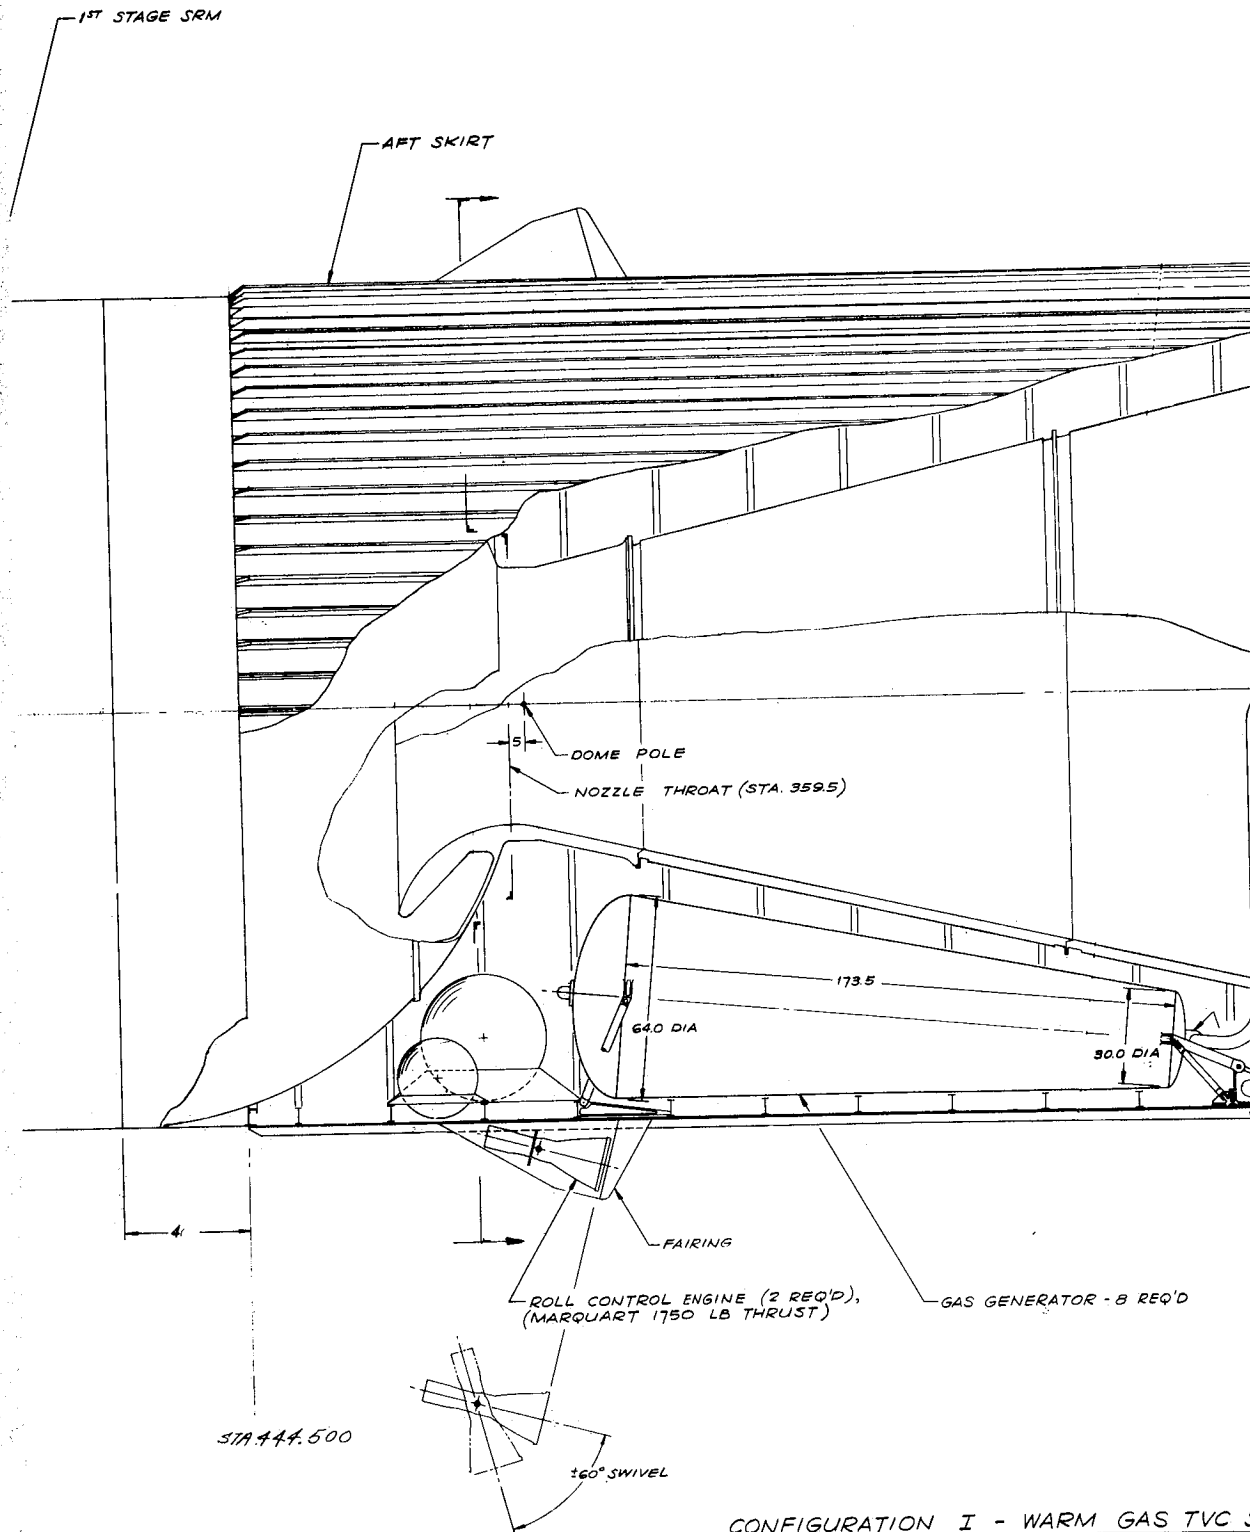 1ST STAGE SRM
AFT SKIRT
5
DOME POLE
NOZZLE THROAT (STA. 359.5)
173.5
64.0 DIA
30.0 DIA
41
FAIRING
ROLL CONTROL ENGINE (2 REQ'D),
(MARQUART 1750 LB THRUST)
GAS GENERATOR - 8 REQ'D
STA 444.500
±60° SWIVEL
CONFIGURATION I - WARM GAS TVC